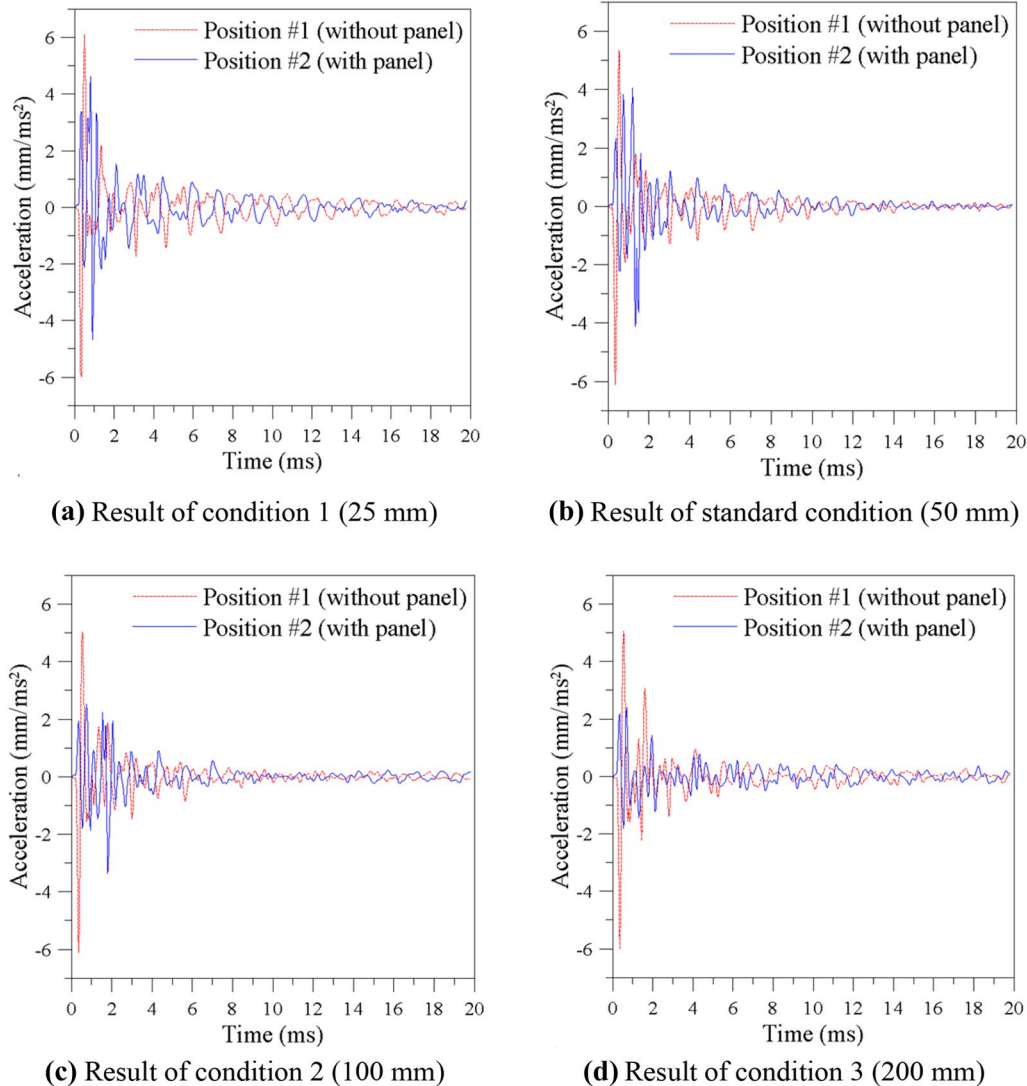 Position #1 (without panel)
Position #2 (with panel)
Acceleration (mm/ms²)
6
4
2
0
-2
-4
-6
0 2 4 6 8 10 12 14 16 18 20
Time (ms)
(a) Result of condition 1 (25 mm)
Position #1 (without panel)
Position #2 (with panel)
Acceleration (mm/ms²)
6
4
2
0
-2
-4
-6
0 2 4 6 8 10 12 14 16 18 20
Time (ms)
(b) Result of standard condition (50 mm)
Position #1 (without panel)
Position #2 (with panel)
Acceleration (mm/ms²)
6
4
2
0
-2
-4
-6
0 2 4 6 8 10 12 14 16 18 20
Time (ms)
(c) Result of condition 2 (100 mm)
Position #1 (without panel)
Position #2 (with panel)
Acceleration (mm/ms²)
6
4
2
0
-2
-4
-6
0 2 4 6 8 10 12 14 16 18 20
Time (ms)
(d) Result of condition 3 (200 mm)